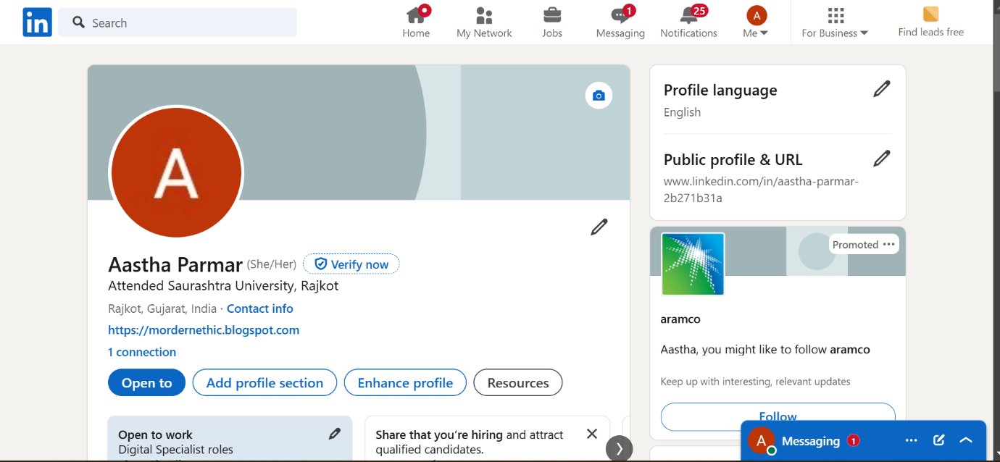 in
Search
Home
My Network
Jobs
1
Messaging
25
Notifications
A
Me
For Business
Find leads free
A
Aastha Parmar (She/Her) Verify now
Attended Saurashtra University, Rajkot
Rajkot, Gujarat, India · Contact info
https://mordernethic.blogspot.com
1 connection
Open to
Add profile section
Enhance profile
Resources
Open to work
Digital Specialist roles
Share that you're hiring and attract
qualified candidates.
Profile language
English
Public profile & URL
www.linkedin.com/in/aastha-parmar-
2b271b31a
Promoted
aramco
Aastha, you might like to follow aramco
Keep up with interesting, relevant updates
Follow
A
Messaging 1